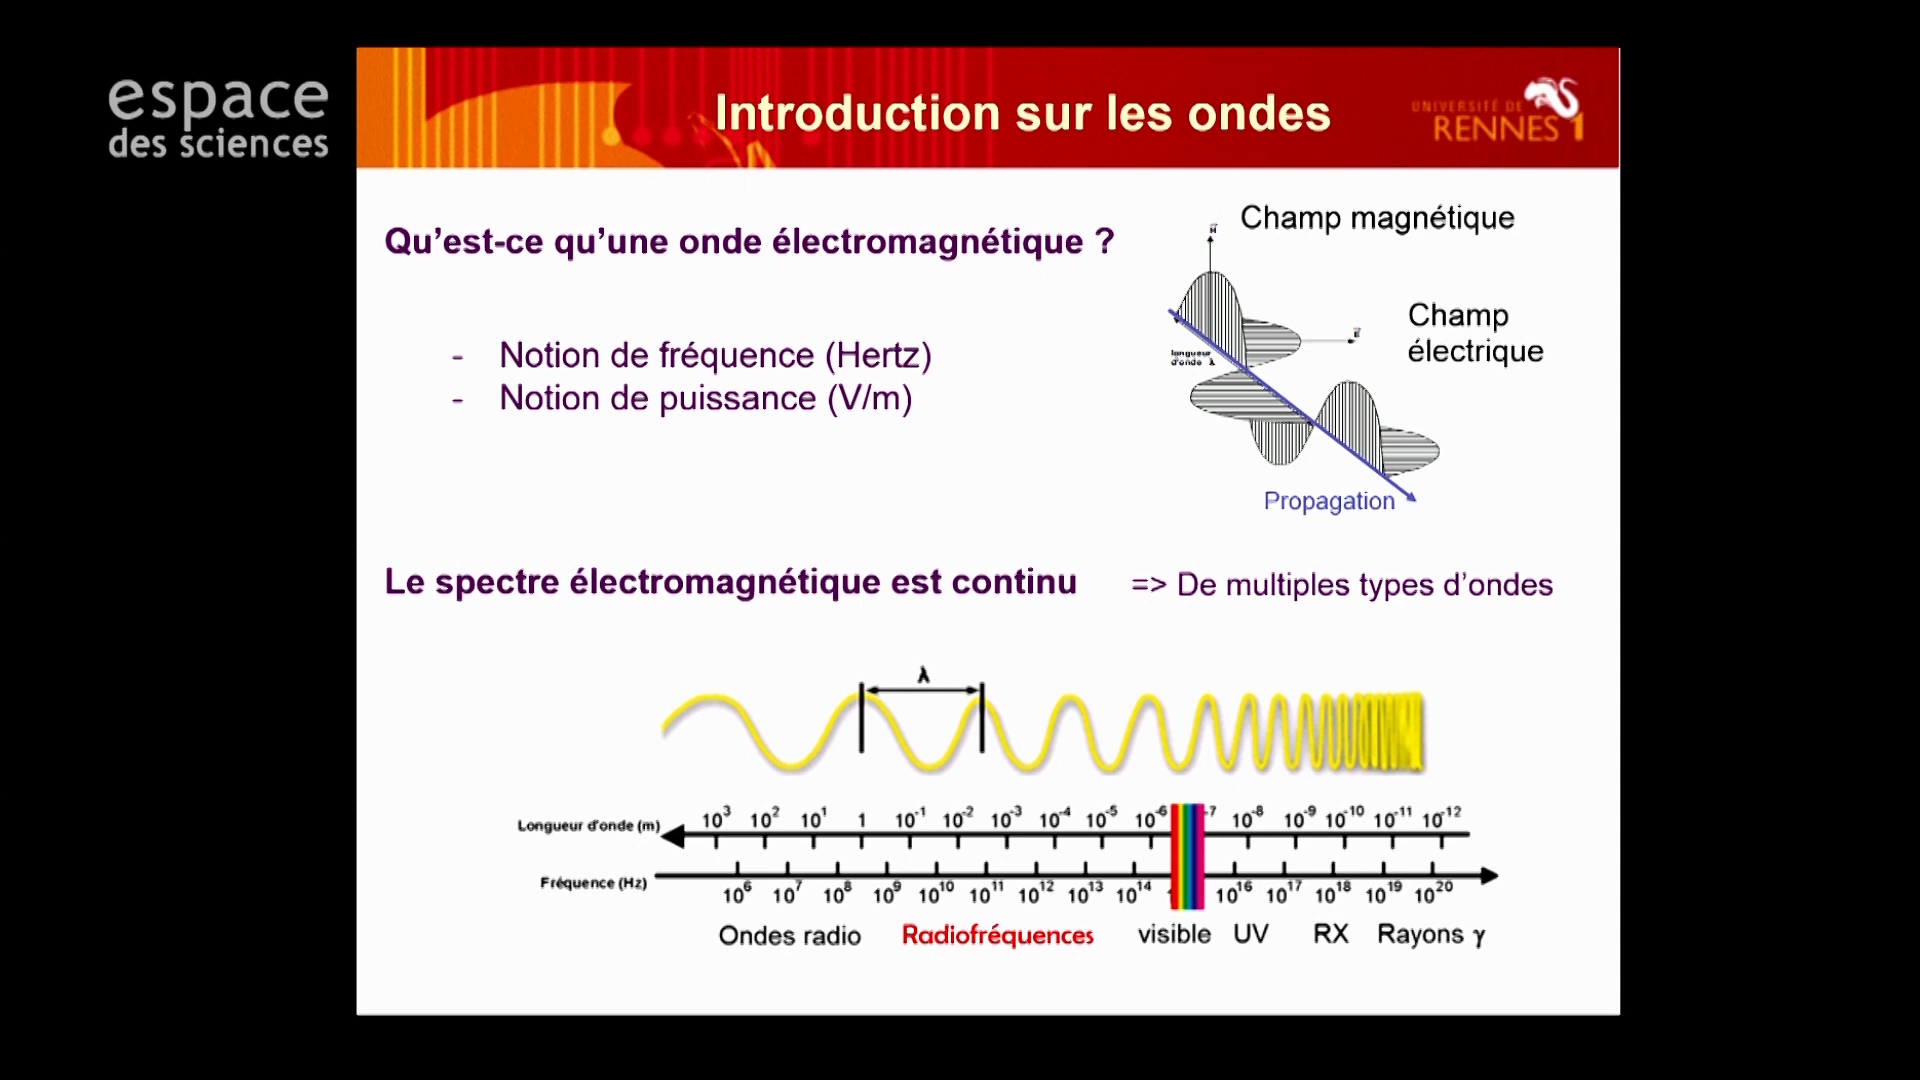 espace
des sciences
Introduction sur les ondes
UNIVERSITÉ DE
RENNES 1
Qu’est-ce qu’une onde électromagnétique ?
Champ magnétique
H
- Notion de fréquence (Hertz)
- Notion de puissance (V/m)
Champ
électrique
E
longueur
d'onde λ
Propagation
Le spectre électromagnétique est continu => De multiples types d’ondes
λ
Longueur d'onde (m) 10³ 10² 10¹ 1 10⁻¹ 10⁻² 10⁻³ 10⁻⁴ 10⁻⁵ 10⁻⁶ ⁻⁷ 10⁻⁸ 10⁻⁹ 10⁻¹⁰ 10⁻¹¹ 10⁻¹²
Fréquence (Hz) 10⁶ 10⁷ 10⁸ 10⁹ 10¹⁰ 10¹¹ 10¹² 10¹³ 10¹⁴ 10¹⁶ 10¹⁷ 10¹⁸ 10¹⁹ 10²⁰
Ondes radio Radiofréquences visible UV RX Rayons γ